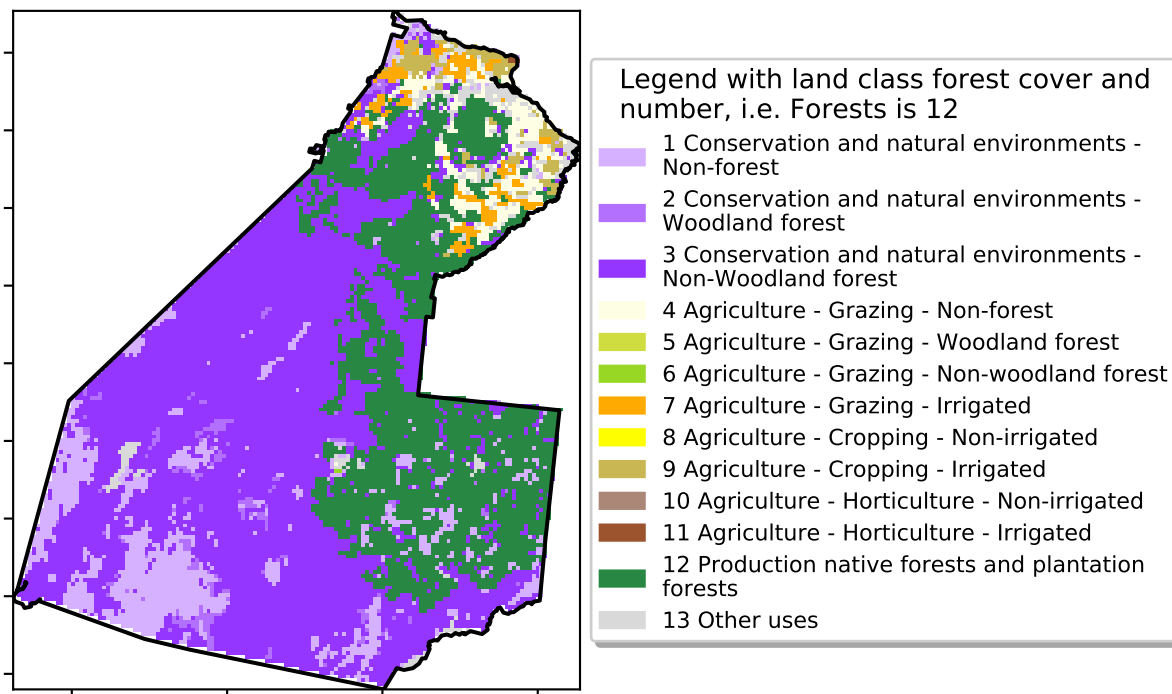 Legend with land class forest cover and
number, i.e. Forests is 12
1 Conservation and natural environments -
Non-forest
2 Conservation and natural environments -
Woodland forest
3 Conservation and natural environments -
Non-Woodland forest
4 Agriculture - Grazing - Non-forest
5 Agriculture - Grazing - Woodland forest
6 Agriculture - Grazing - Non-woodland forest
7 Agriculture - Grazing - Irrigated
8 Agriculture - Cropping - Non-irrigated
9 Agriculture - Cropping - Irrigated
10 Agriculture - Horticulture - Non-irrigated
11 Agriculture - Horticulture - Irrigated
12 Production native forests and plantation
forests
13 Other uses